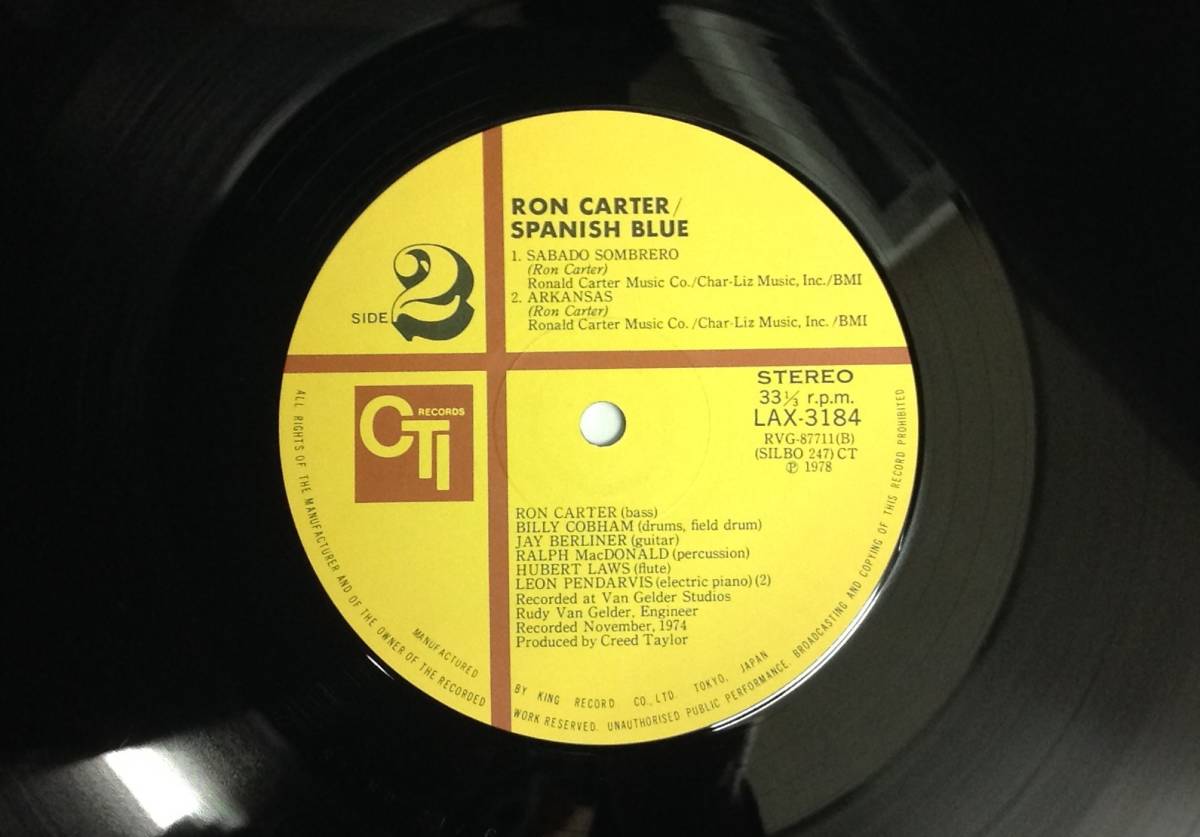 RON CARTER/
SPANISH BLUE
1. SABADO SOMBRERO
(Ron Carter)
Ronald Carter Music Co./Char-Liz Music, Inc./BMI
2. ARKANSAS
(Ron Carter)
Ronald Carter Music Co./Char-Liz Music, Inc./BMI
SIDE 2
CTI RECORDS
STEREO
33⅓ r.p.m.
LAX-3184
RVG-87711(B)
(SILBO 247) CT
℗ 1978
RON CARTER (bass)
BILLY COBHAM (drums, field drum)
JAY BERLINER (guitar)
RALPH MacDONALD (percussion)
HUBERT LAWS (flute)
LEON PENDARVIS (electric piano) (2)
Recorded at Van Gelder Studios
Rudy Van Gelder, Engineer
Recorded November, 1974
Produced by Creed Taylor
MANUFACTURED BY KING RECORD CO., LTD. TOKYO, JAPAN
ALL RIGHTS OF THE MANUFACTURER AND OF THE OWNER OF THE RECORDED WORK RESERVED. UNAUTHORISED PUBLIC PERFORMANCE. BROADCASTING AND COPYING OF THIS RECORD PROHIBITED